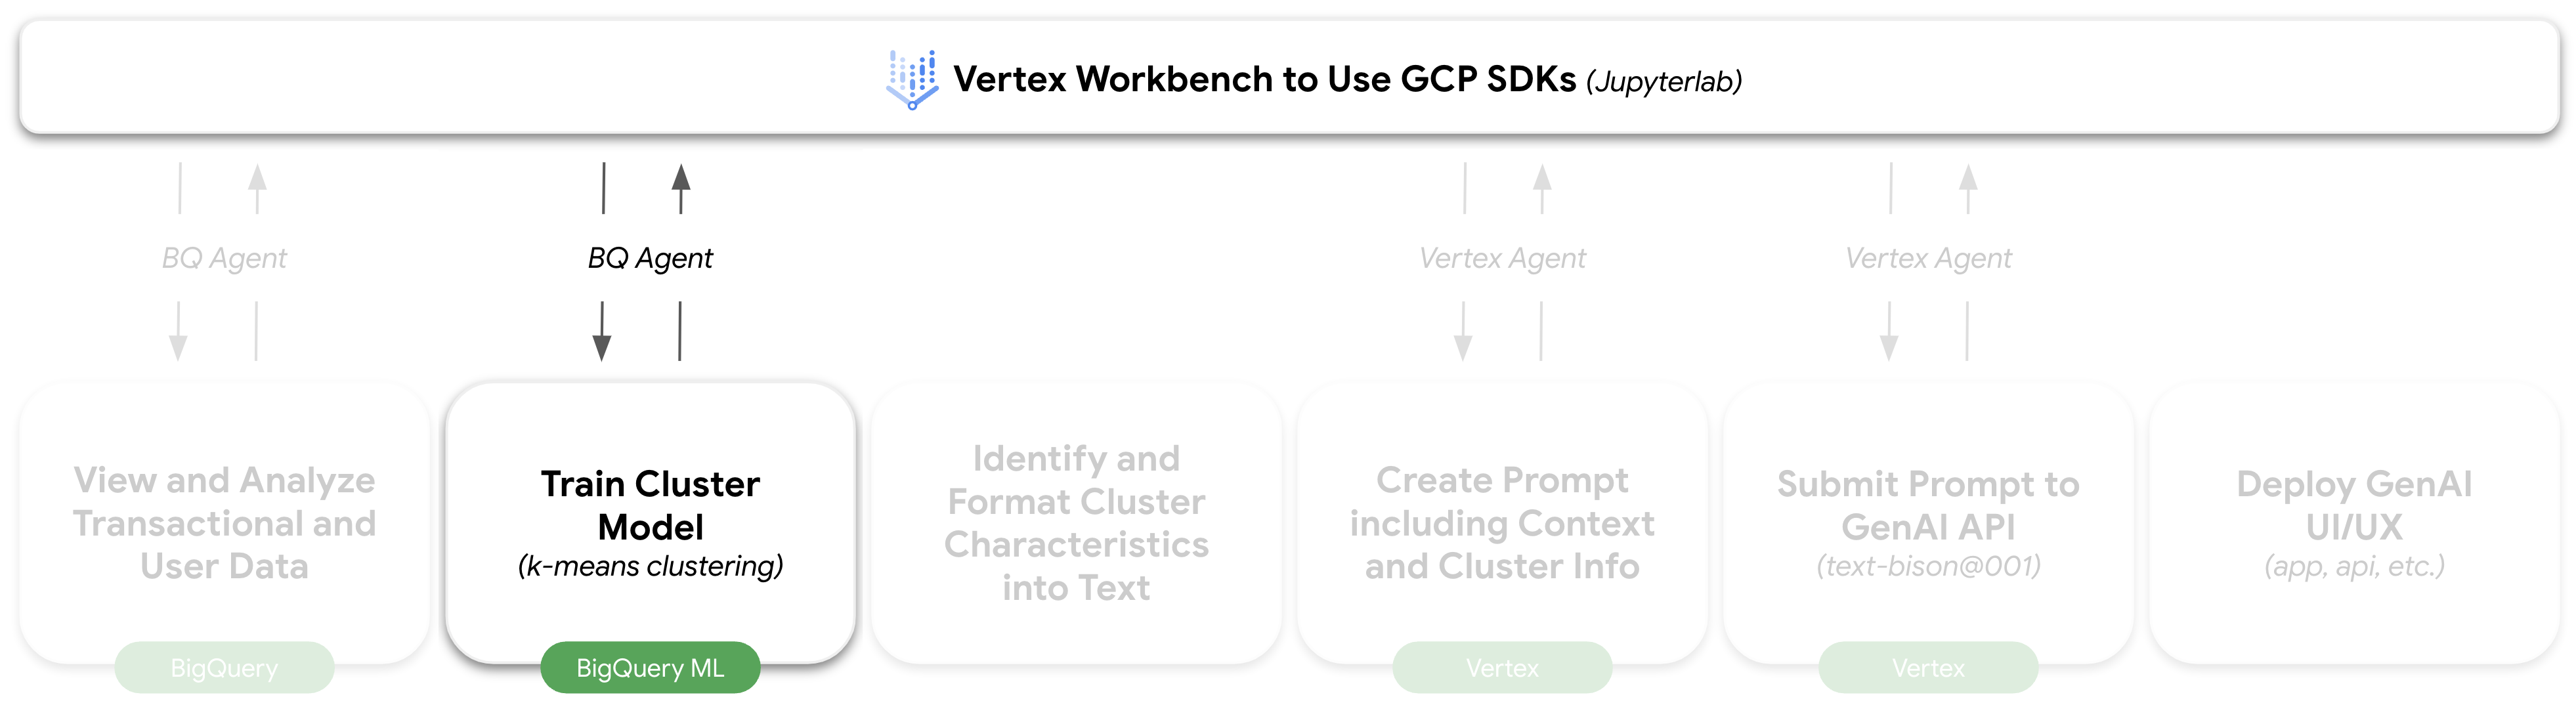 Vertex Workbench to Use GCP SDKs (Jupyterlab)
BQ Agent
BQ Agent
Vertex Agent
Vertex Agent
View and Analyze
Transactional and
User Data
BigQuery
Train Cluster
Model
(k-means clustering)
BigQuery ML
Identify and
Format Cluster
Characteristics
into Text
Create Prompt
including Context
and Cluster Info
Vertex
Submit Prompt to
GenAI API
(text-bison@001)
Vertex
Deploy GenAI
UI/UX
(app, api, etc.)